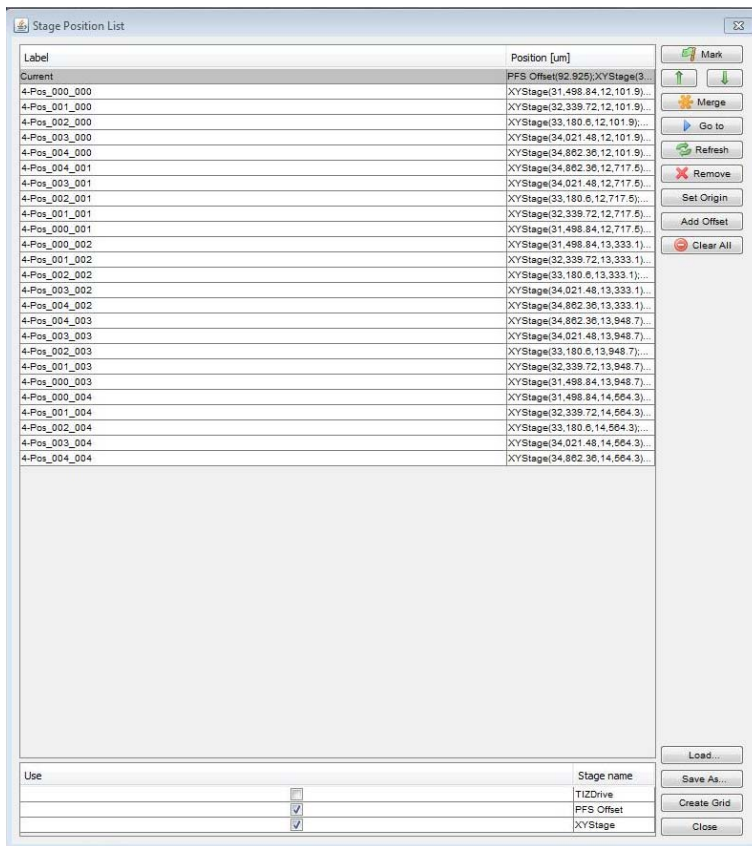 Stage Position List
Label Position [um] Mark
Current PFS Offset(92.925);XYStage(3...
4-Pos_000_000 XYStage(31,498.84,12,101.9)...
4-Pos_001_000 XYStage(32,339.72,12,101.9)... Merge
4-Pos_002_000 XYStage(33,180.6,12,101.9);...
4-Pos_003_000 XYStage(34,021.48,12,101.9)... Go to
4-Pos_004_000 XYStage(34,862.36,12,101.9)... Refresh
4-Pos_004_001 XYStage(34,862.36,12,717.5)...
4-Pos_003_001 XYStage(34,021.48,12,717.5)... Remove
4-Pos_002_001 XYStage(33,180.6,12,717.5);... Set Origin
4-Pos_001_001 XYStage(32,339.72,12,717.5)...
4-Pos_000_001 XYStage(31,498.84,12,717.5)... Add Offset
4-Pos_000_002 XYStage(31,498.84,13,333.1)... Clear All
4-Pos_001_002 XYStage(32,339.72,13,333.1)...
4-Pos_002_002 XYStage(33,180.6,13,333.1);...
4-Pos_003_002 XYStage(34,021.48,13,333.1)...
4-Pos_004_002 XYStage(34,862.36,13,333.1)...
4-Pos_004_003 XYStage(34,862.36,13,948.7)...
4-Pos_003_003 XYStage(34,021.48,13,948.7)...
4-Pos_002_003 XYStage(33,180.6,13,948.7);...
4-Pos_001_003 XYStage(32,339.72,13,948.7)...
4-Pos_000_003 XYStage(31,498.84,13,948.7)...
4-Pos_000_004 XYStage(31,498.84,14,564.3)...
4-Pos_001_004 XYStage(32,339.72,14,564.3)...
4-Pos_002_004 XYStage(33,180.6,14,564.3);...
4-Pos_003_004 XYStage(34,021.48,14,564.3)...
4-Pos_004_004 XYStage(34,862.36,14,564.3)...
Load...
Use Stage name Save As...
TIZDrive
PFS Offset Create Grid
XYStage Close